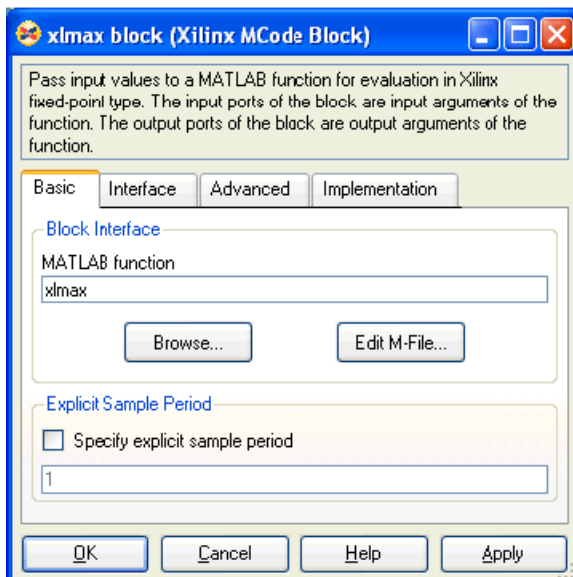 xlmax block (Xilinx MCode Block)
Pass input values to a MATLAB function for evaluation in Xilinx
fixed-point type. The input ports of the block are input arguments of the
function. The output ports of the block are output arguments of the
function.
Basic Interface Advanced Implementation
Block Interface
MATLAB function
xlmax
Browse... Edit M-File...
Explicit Sample Period
Specify explicit sample period
1
OK Cancel Help Apply